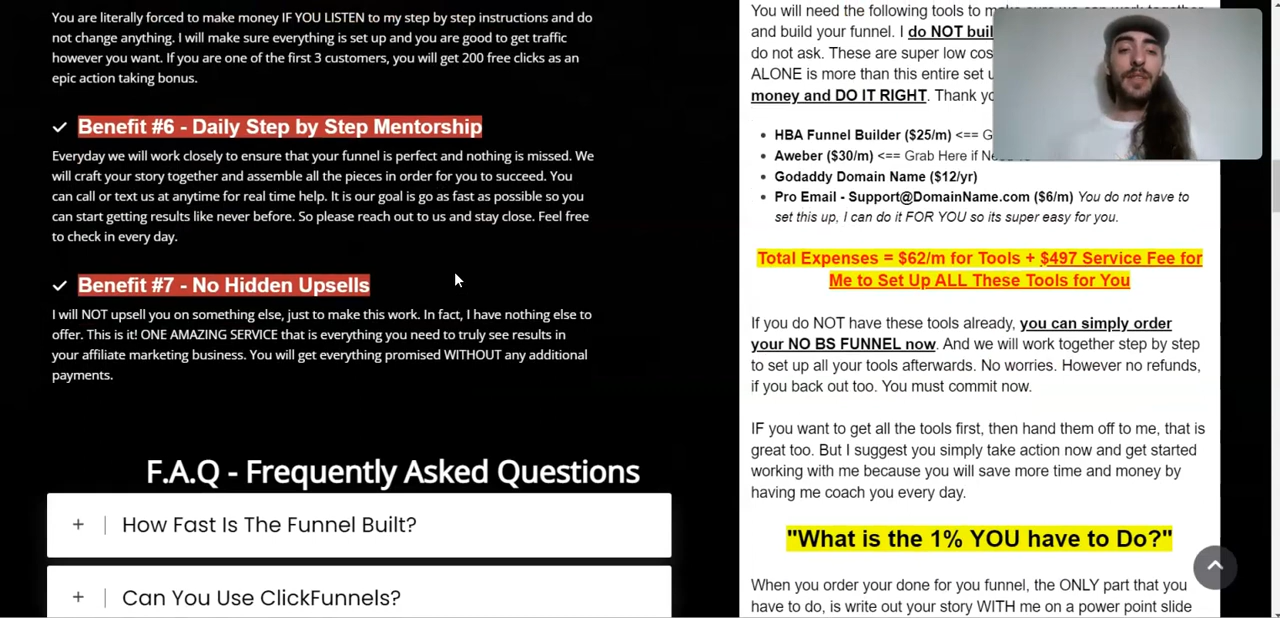 You are literally forced to make money IF YOU LISTEN to my step by step instructions and do
not change anything. I will make sure everything is set up and you are good to get traffic
however you want. If you are one of the first 3 customers, you will get 200 free clicks as an
epic action taking bonus.
Benefit #6 - Daily Step by Step Mentorship
Everyday we will work closely to ensure that your funnel is perfect and nothing is missed. We
will craft your story together and assemble all the pieces in order for you to succeed. You
can call or text us at anytime for real time help. It is our goal is go as fast as possible so you
can start getting results like never before. So please reach out to us and stay close. Feel free
to check in every day.
Benefit #7 - No Hidden Upsells
I will NOT upsell you on something else, just to make this work. In fact, I have nothing else to
offer. This is it! ONE AMAZING SERVICE that is everything you need to truly see results in
your affiliate marketing business. You will get everything promised WITHOUT any additional
payments.
F.A.Q - Frequently Asked Questions
+ | How Fast Is The Funnel Built?
+ | Can You Use ClickFunnels?
You will need the following tools to
and build your funnel. I do NOT
do not ask. These are super low
ALONE is more than this entire set
money and DO IT RIGHT. Thank
HBA Funnel Builder ($25/m) <==
Aweber ($30/m) <== Grab Here if
Godaddy Domain Name ($12/yr)
Pro Email - Support@DomainName.com ($6/m) You do not have to
set this up, I can do it FOR YOU so its super easy for you.
Total Expenses = $62/m for Tools + $497 Service Fee for
Me to Set Up ALL These Tools for You
If you do NOT have these tools already, you can simply order
your NO BS FUNNEL now. And we will work together step by step
to set up all your tools afterwards. No worries. However no refunds,
if you back out too. You must commit now.
IF you want to get all the tools first, then hand them off to me, that is
great too. But I suggest you simply take action now and get started
working with me because you will save more time and money by
having me coach you every day.
"What is the 1% YOU have to Do?"
When you order your done for you funnel, the ONLY part that you
have to do, is write out your story WITH me on a power point slide